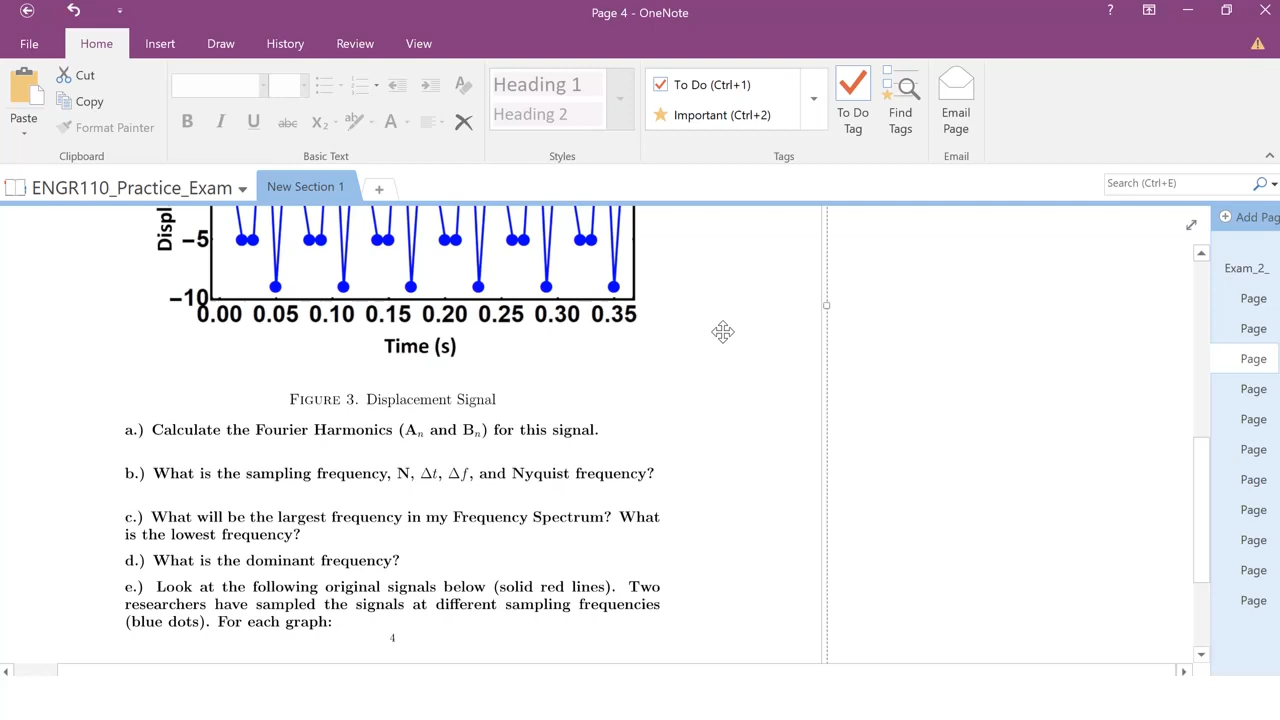 Page 4 - OneNote
File Home Insert Draw History Review View
Paste
Cut
Copy
Format Painter
Clipboard
B I U abc X₂ A
Basic Text
Heading 1
Heading 2
Styles
To Do (Ctrl+1)
Important (Ctrl+2)
Tags
To Do Tag
Find Tags
Email Page
Email
ENGR110_Practice_Exam
New Section 1
Search (Ctrl+E)
Add Pag
Exam_2_
Page
Page
Page
Page
Page
Page
Page
Page
Page
Page
Page
Displ
−5
−10
0.00 0.05 0.10 0.15 0.20 0.25 0.30 0.35
Time (s)
FIGURE 3. Displacement Signal
a.) Calculate the Fourier Harmonics (Aₙ and Bₙ) for this signal.
b.) What is the sampling frequency, N, Δt, Δf, and Nyquist frequency?
c.) What will be the largest frequency in my Frequency Spectrum? What
is the lowest frequency?
d.) What is the dominant frequency?
e.) Look at the following original signals below (solid red lines). Two
researchers have sampled the signals at different sampling frequencies
(blue dots). For each graph:
4